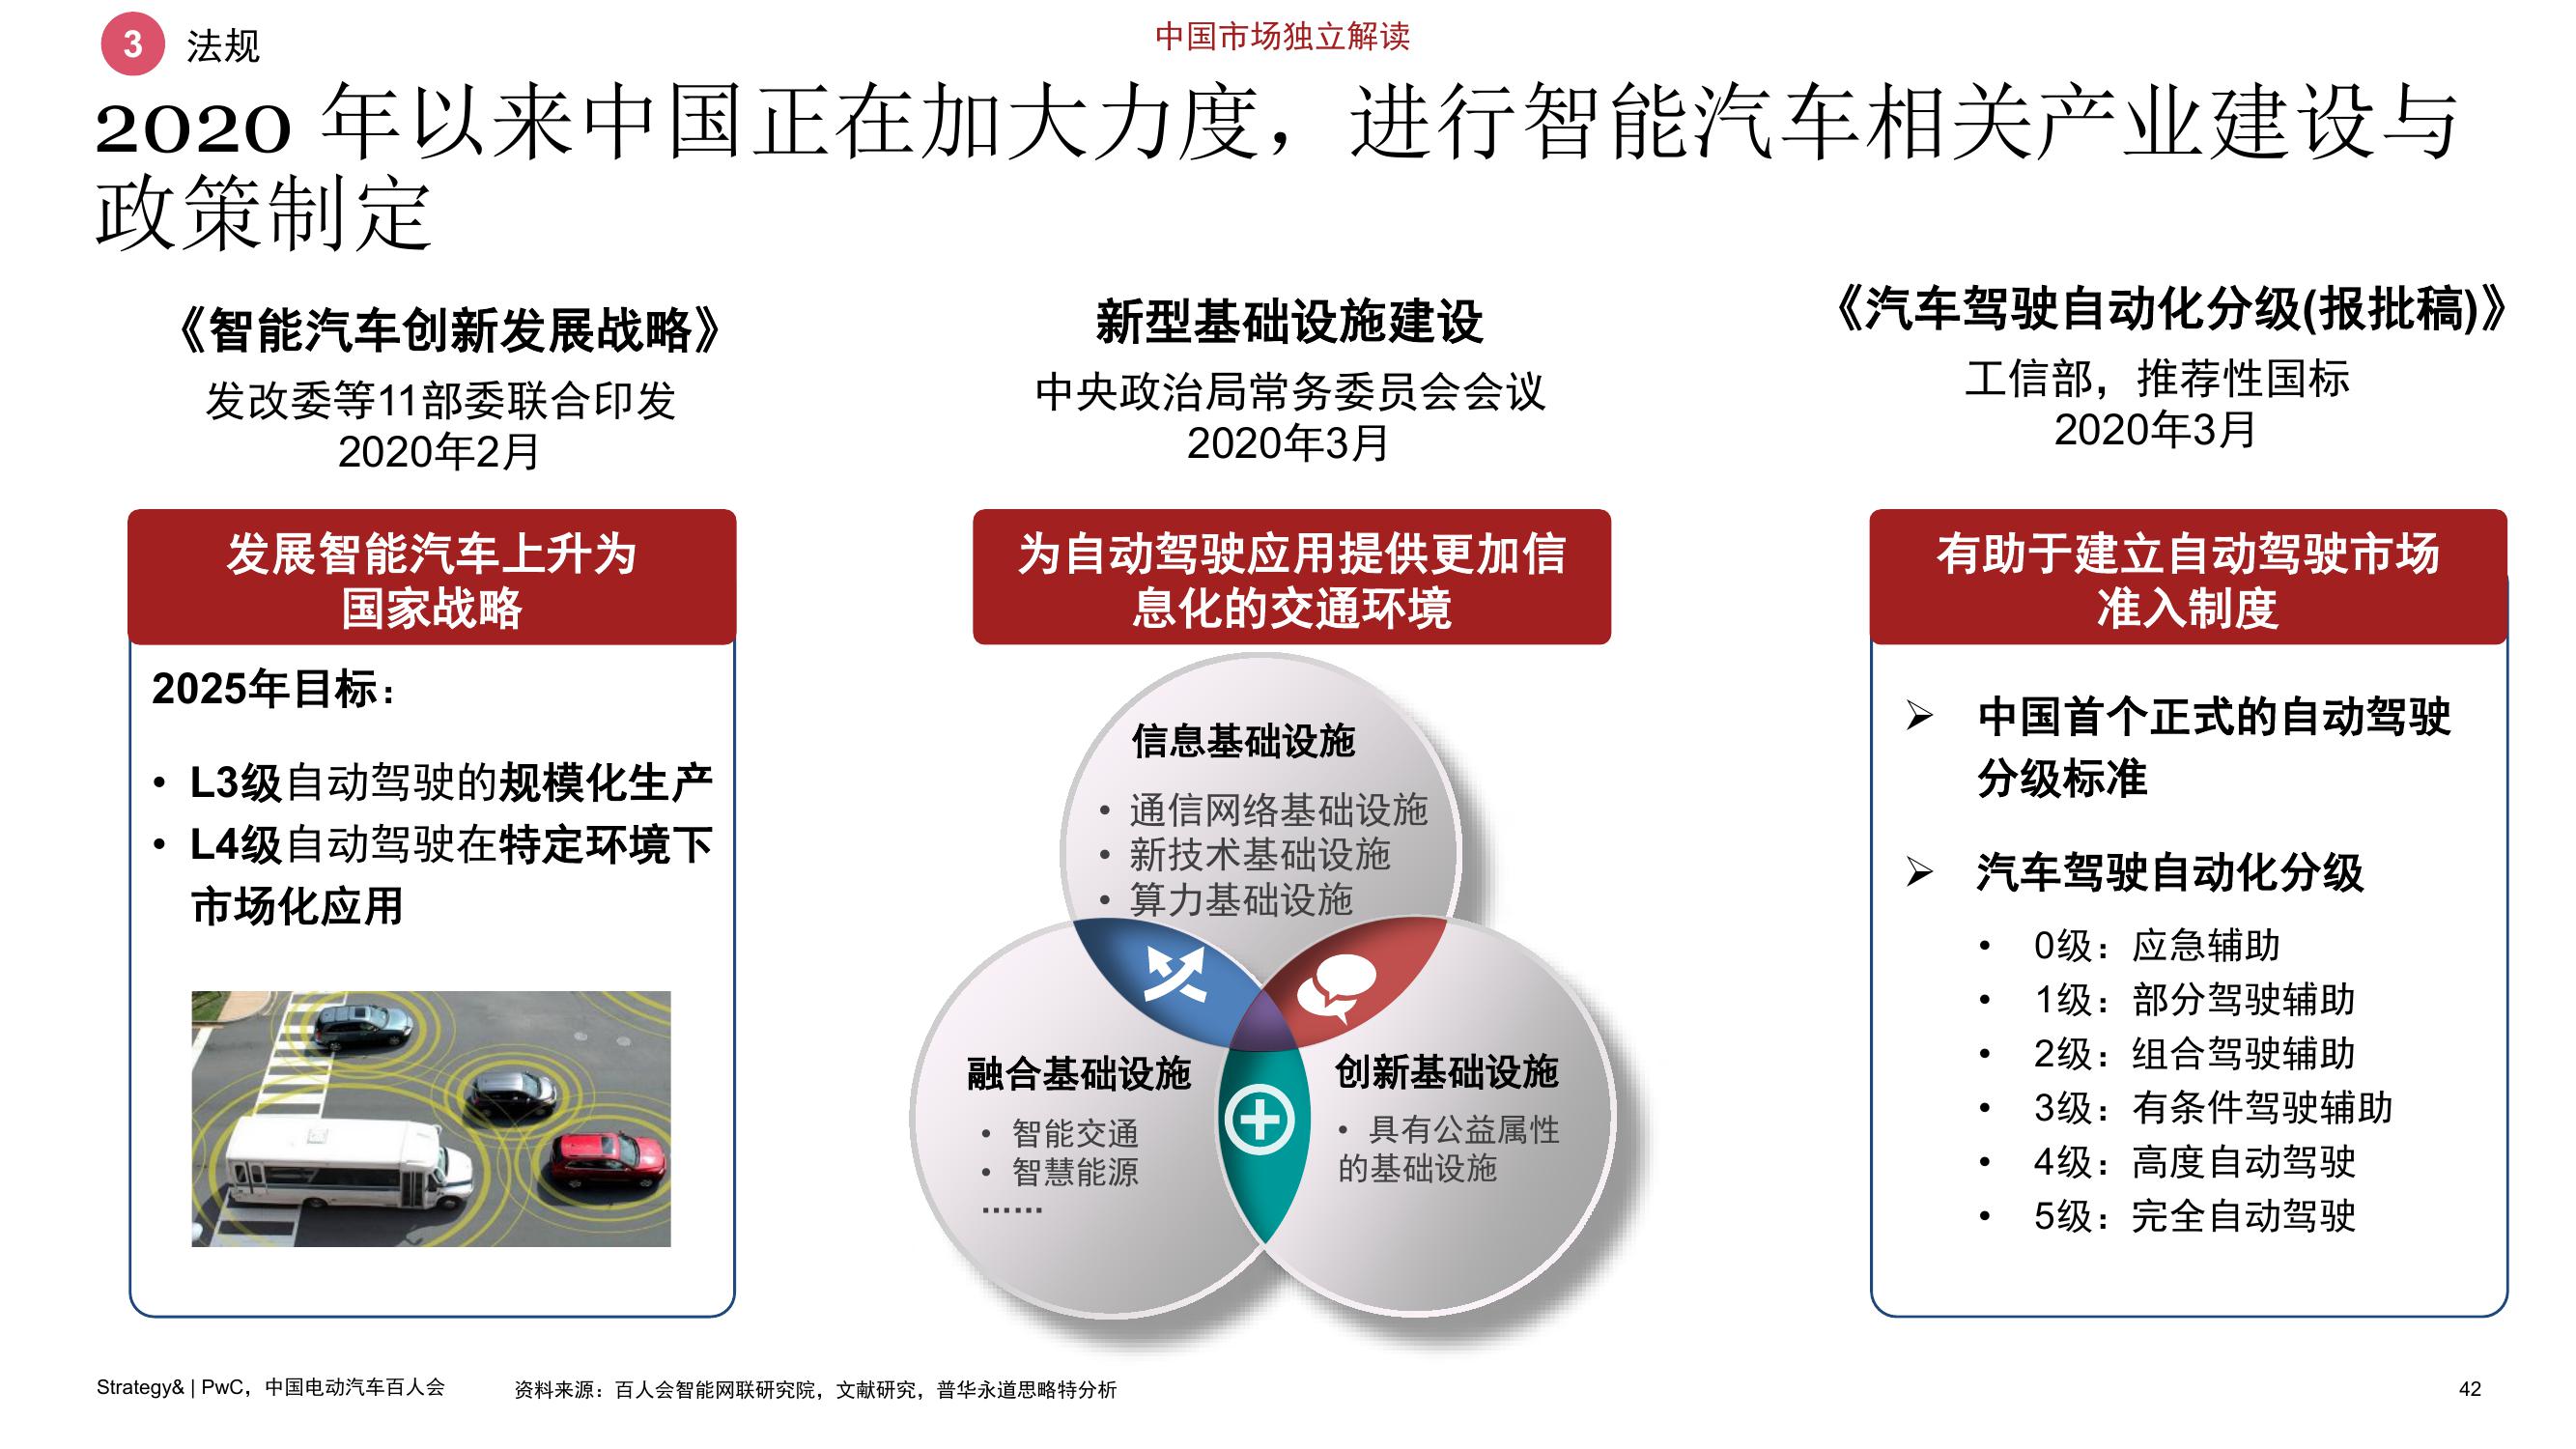 3 法规
中国市场独立解读
2020 年以来中国正在加大力度，进行智能汽车相关产业建设与
政策制定
《智能汽车创新发展战略》
发改委等11部委联合印发
2020年2月
发展智能汽车上升为
国家战略
2025年目标：
• L3级自动驾驶的规模化生产
• L4级自动驾驶在特定环境下
市场化应用
新型基础设施建设
中央政治局常务委员会会议
2020年3月
为自动驾驶应用提供更加信
息化的交通环境
信息基础设施
• 通信网络基础设施
• 新技术基础设施
• 算力基础设施
融合基础设施
• 智能交通
• 智慧能源
……
创新基础设施
• 具有公益属性
的基础设施
《汽车驾驶自动化分级(报批稿)》
工信部，推荐性国标
2020年3月
有助于建立自动驾驶市场
准入制度
➢ 中国首个正式的自动驾驶
分级标准
➢ 汽车驾驶自动化分级
• 0级：应急辅助
• 1级：部分驾驶辅助
• 2级：组合驾驶辅助
• 3级：有条件驾驶辅助
• 4级：高度自动驾驶
• 5级：完全自动驾驶
Strategy& | PwC，中国电动汽车百人会
资料来源：百人会智能网联研究院，文献研究，普华永道思略特分析
42